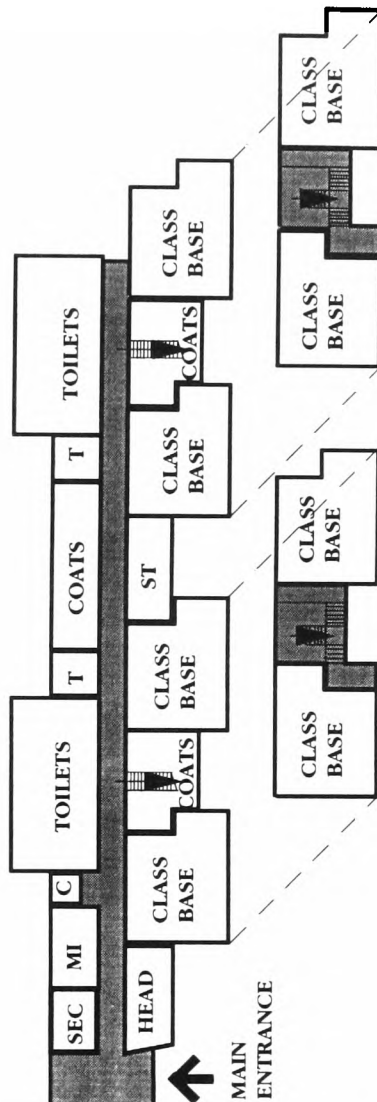 TOILETS
T
COATS
T
TOILETS
C
MI
SEC
CLASS
BASE
COATS
CLASS
BASE
ST
CLASS
BASE
COATS
CLASS
BASE
HEAD
MAIN
ENTRANCE
CLASS
BASE
CLASS
BASE
CLASS
BASE
CLASS
BASE